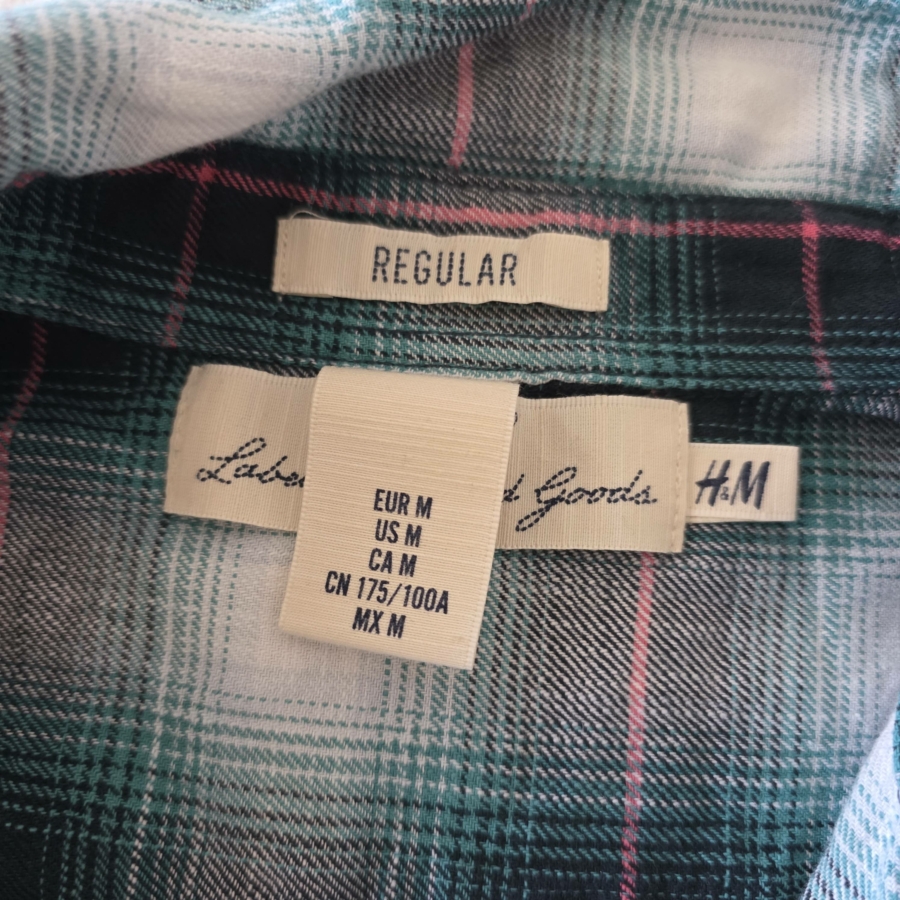 REGULAR
Goods
H&M
EUR M
US M
CA M
CN 175/100A
MX M